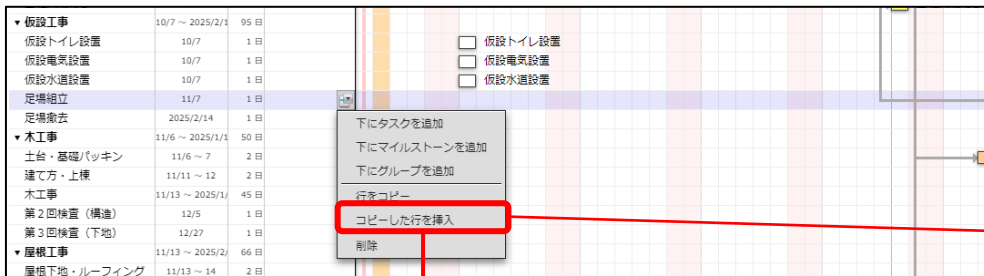 ▾ 仮設工事 10/7 ～ 2025/2/1 95 日
仮設トイレ設置 10/7 1 日 仮設トイレ設置
仮設電気設置 10/7 1 日 仮設電気設置
仮設水道設置 10/7 1 日 仮設水道設置
足場組立 11/7 1 日
足場撤去 2025/2/14 1 日
▾ 木工事 11/6 ～ 2025/1/1 50 日
土台・基礎パッキン 11/6 ～ 7 2 日
建て方・上棟 11/11 ～ 12 2 日
木工事 11/13 ～ 2025/1/ 45 日
第２回検査（構造） 12/5 1 日
第３回検査（下地） 12/27 1 日
▾ 屋根工事 11/13 ～ 2025/2/ 66 日
屋根下地・ルーフィング 11/13 ～ 14 2 日
下にタスクを追加
下にマイルストーンを追加
下にグループを追加
行をコピー
コピーした行を挿入
削除